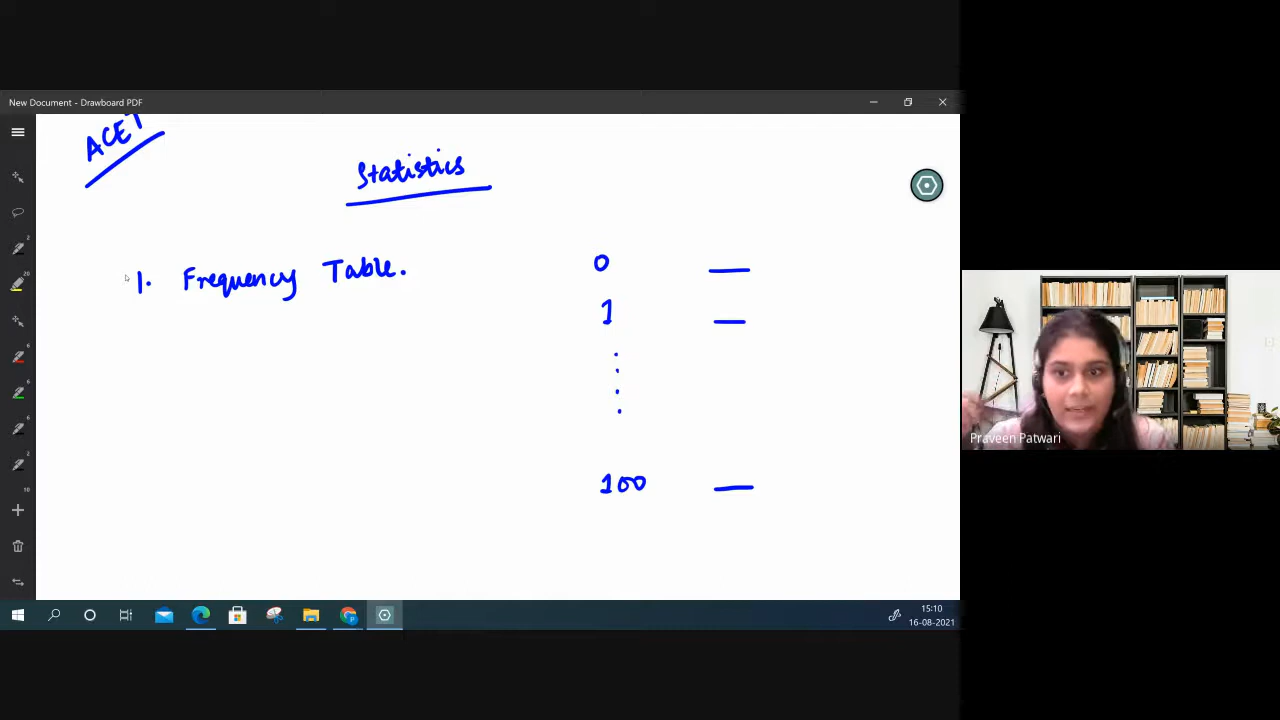 New Document - Drawboard PDF
ACET
Statistics
1. Frequency Table.
0
1
100
Praveen Patwari
15:10
16-08-2021